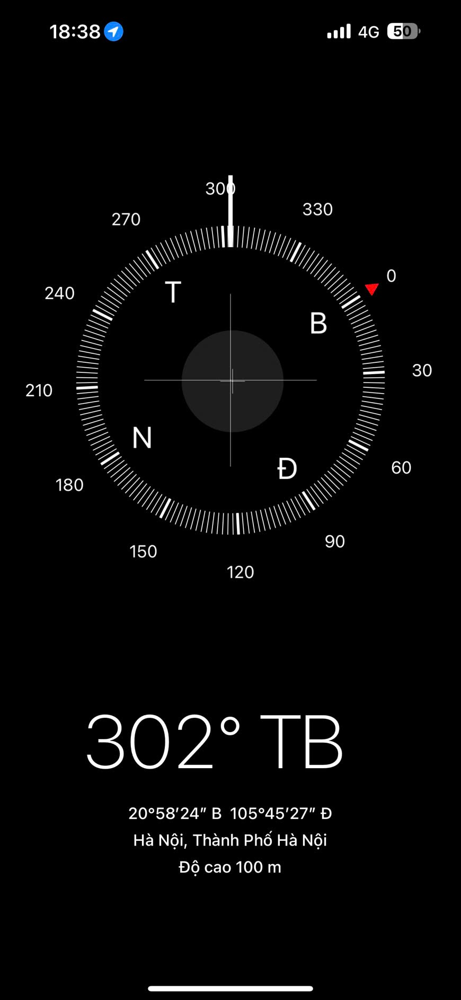 18:38 4G 50
300
330
270
0
240
T
B
30
210
N
Đ
60
180
90
150
120
302° TB
20°58′24″ B 105°45′27″ Đ
Hà Nội, Thành Phố Hà Nội
Độ cao 100 m